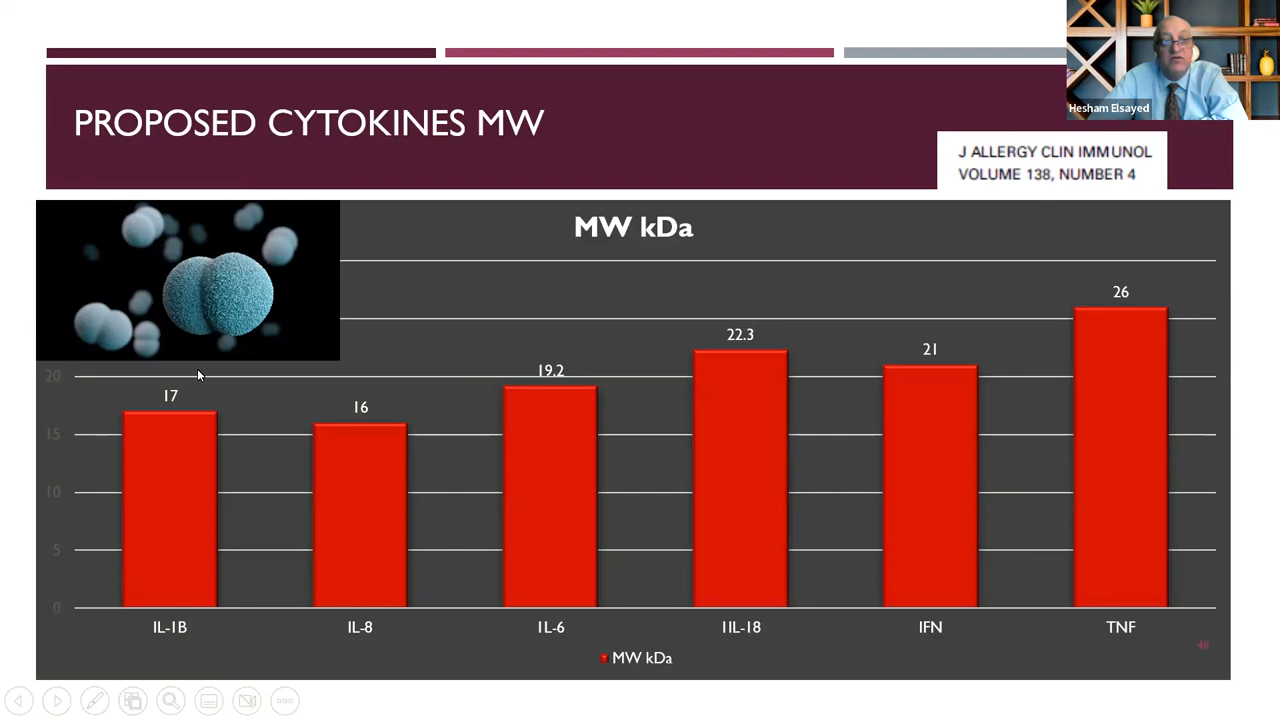 Hesham Elsayed
PROPOSED CYTOKINES MW
J ALLERGY CLIN IMMUNOL
VOLUME 138, NUMBER 4
MW kDa
26
22.3
21
19.2
17
16
20
15
10
5
0
IL-1B IL-8 1L-6 1IL-18 IFN TNF
46
MW kDa